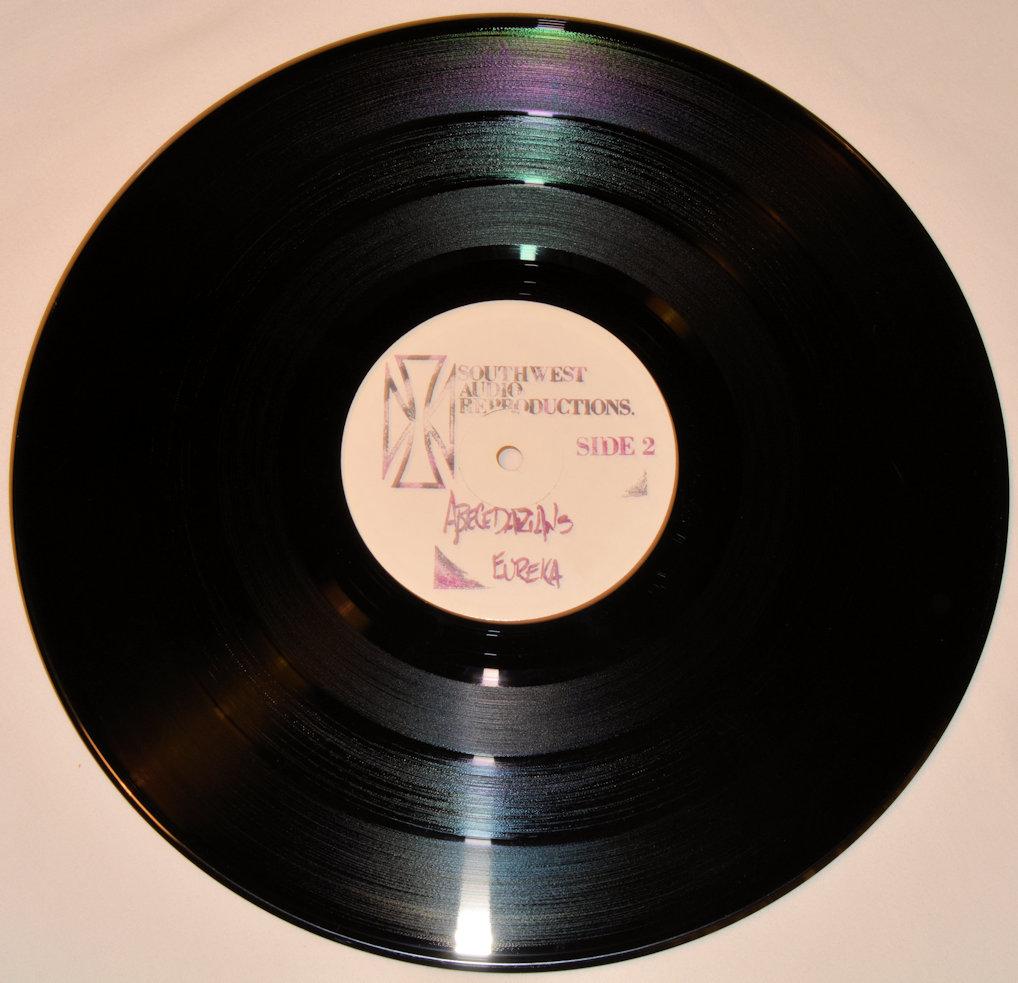 SOUTHWEST
AUDIO
REPRODUCTIONS.
SIDE 2
ABECEDARIANS
EUREKA